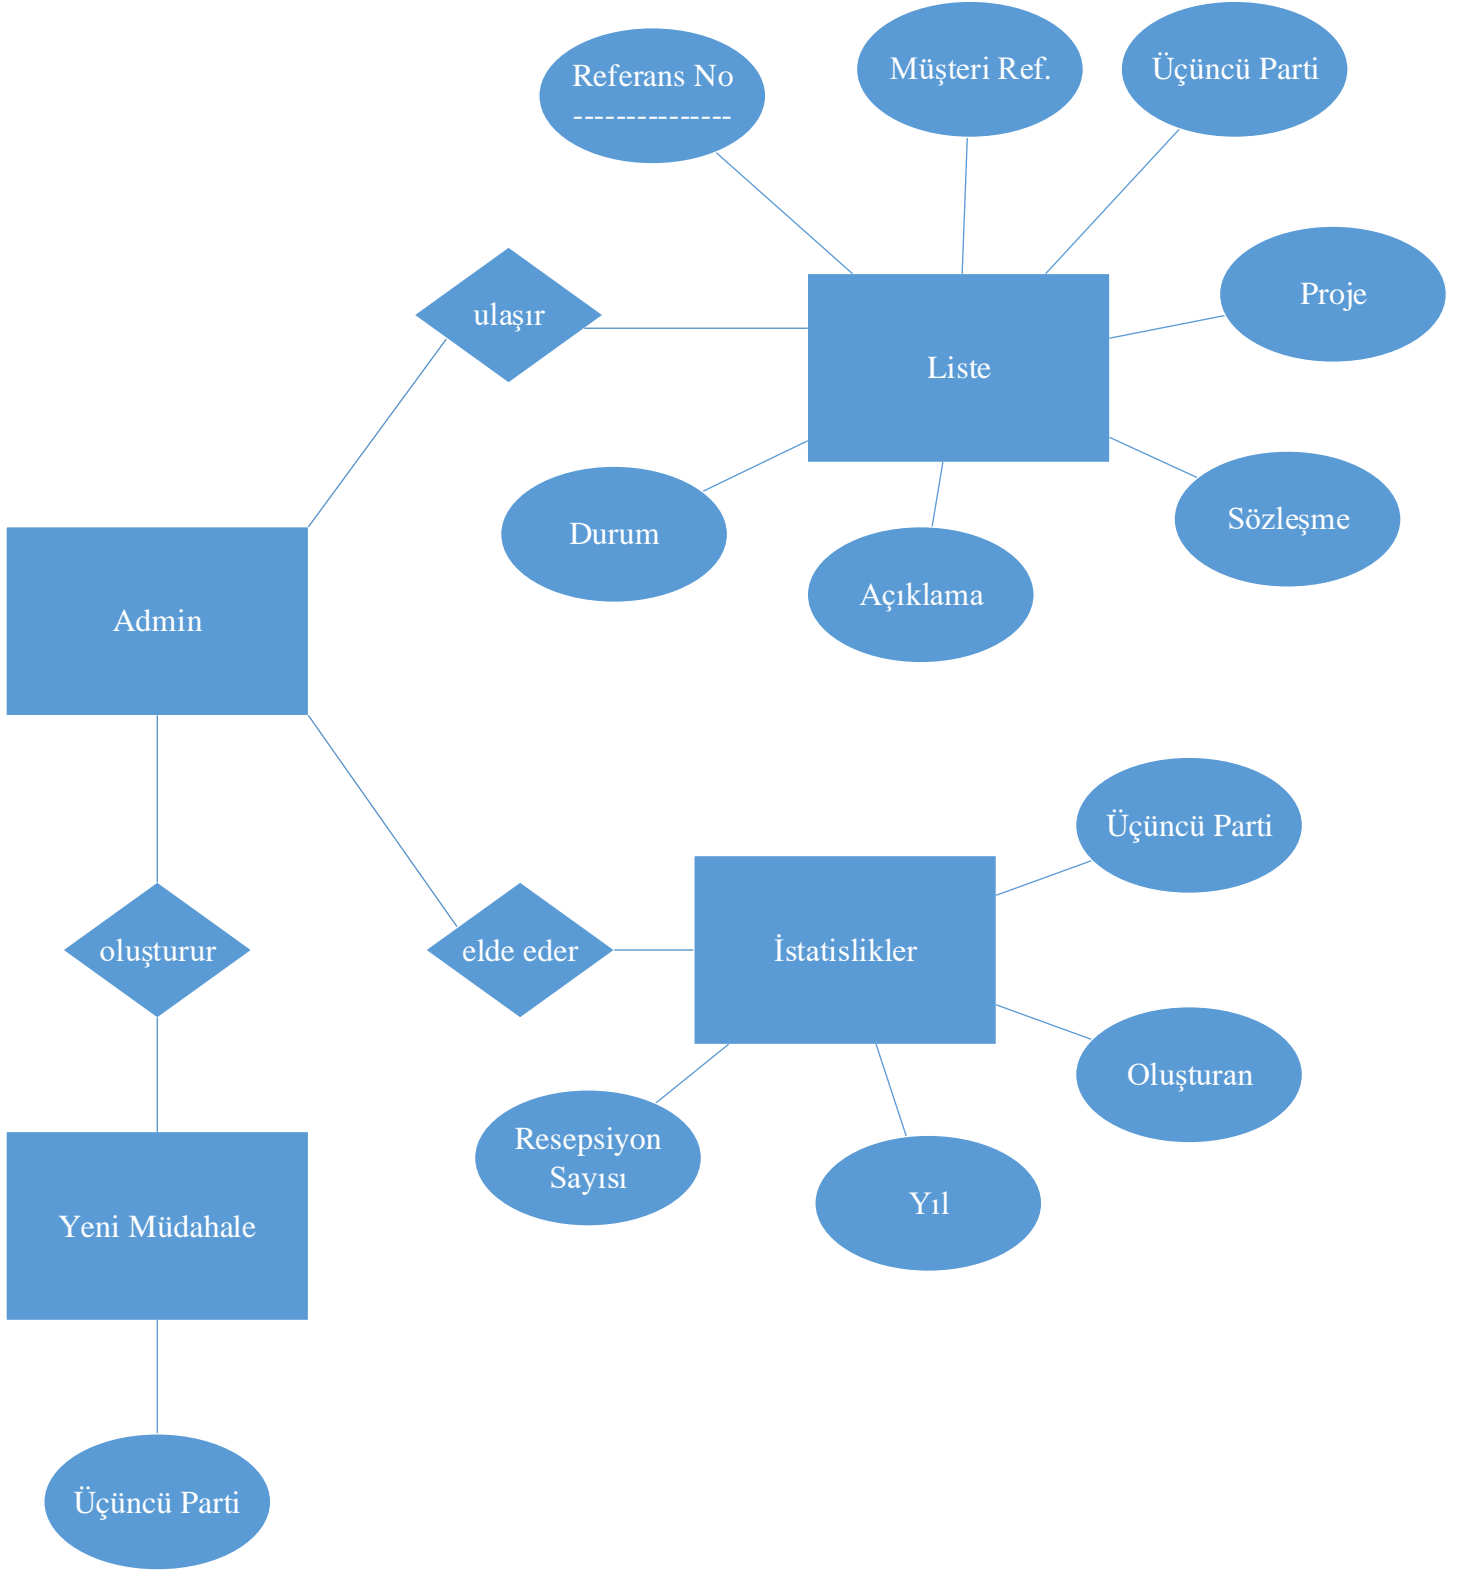 Referans No
---------------
Müşteri Ref.
Üçüncü Parti
ulaşır
Proje
Liste
Durum
Sözleşme
Açıklama
Admin
Üçüncü Parti
oluşturur
elde eder
İstatislikler
Oluşturan
Resepsiyon
Sayısı
Yıl
Yeni Müdahale
Üçüncü Parti